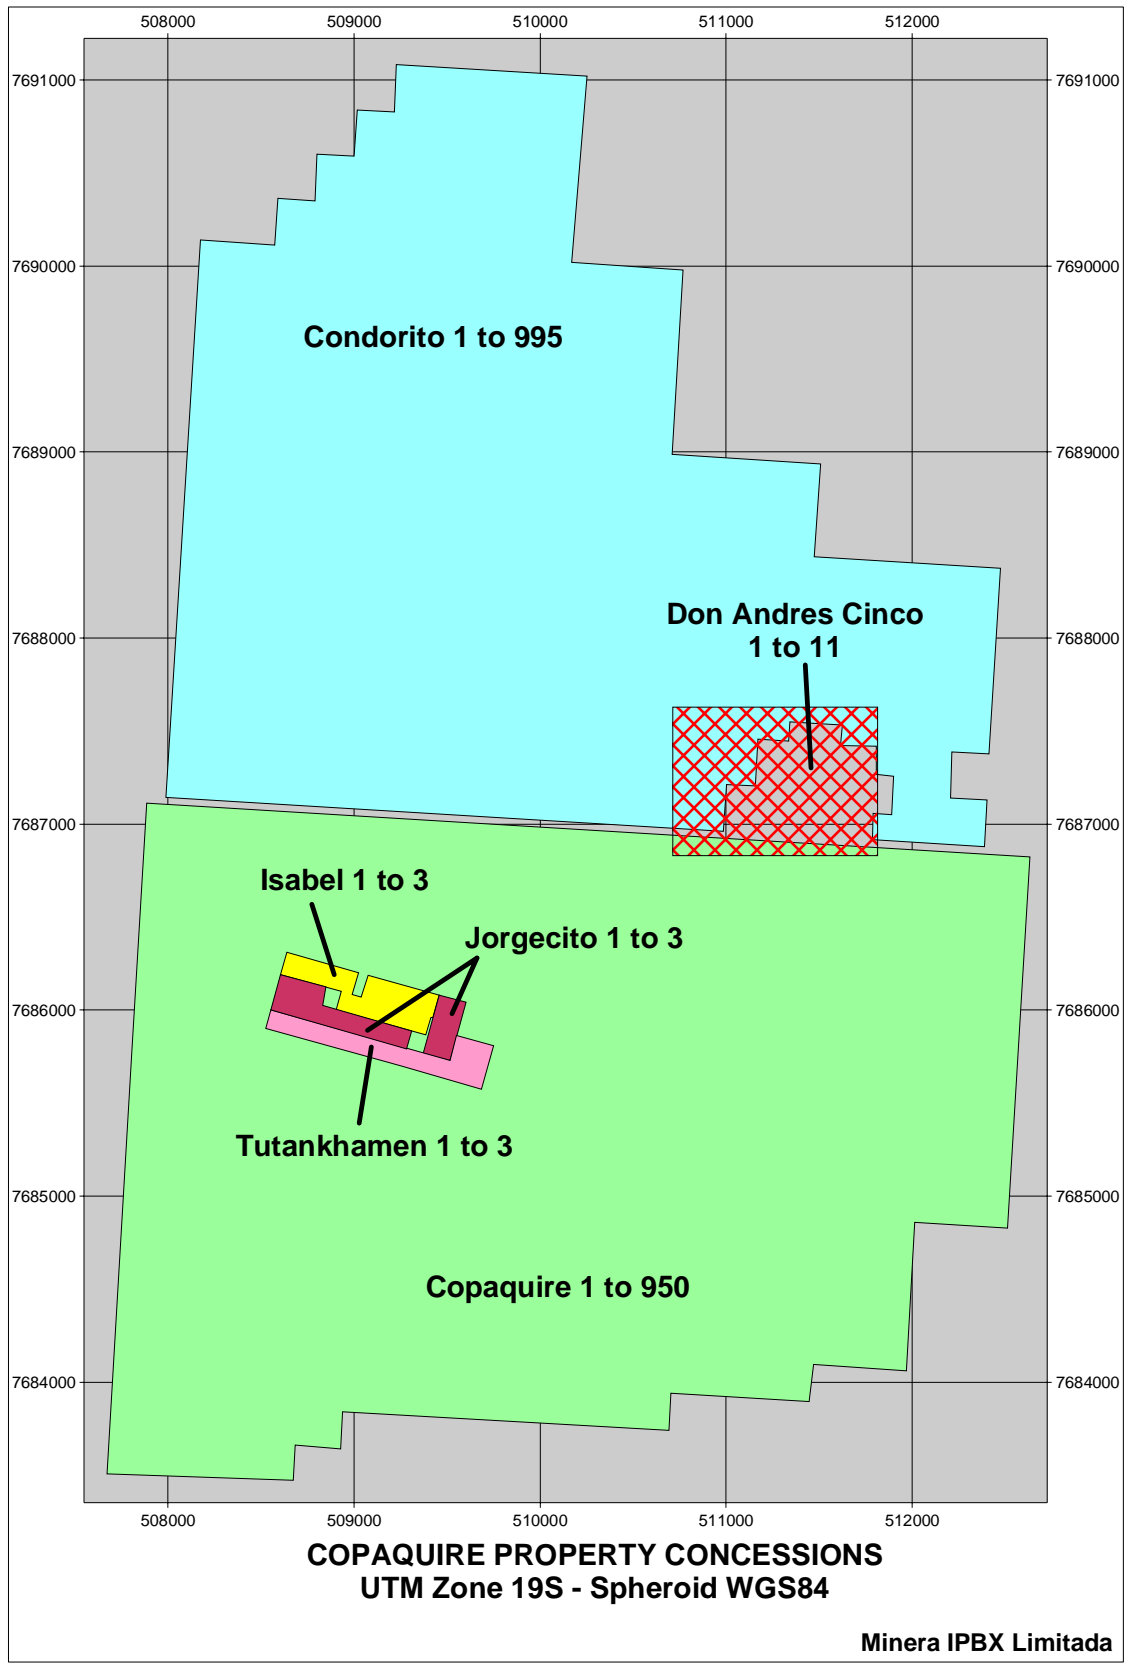 508000 509000 510000 511000 512000
7691000 7691000
7690000 7690000
Condorito 1 to 995
7689000 7689000
Don Andres Cinco
1 to 11
7688000 7688000
7687000 7687000
Isabel 1 to 3
Jorgecito 1 to 3
7686000 7686000
Tutankhamen 1 to 3
7685000 7685000
Copaquire 1 to 950
7684000 7684000
508000 509000 510000 511000 512000
COPAQUIRE PROPERTY CONCESSIONS
UTM Zone 19S - Spheroid WGS84
Minera IPBX Limitada